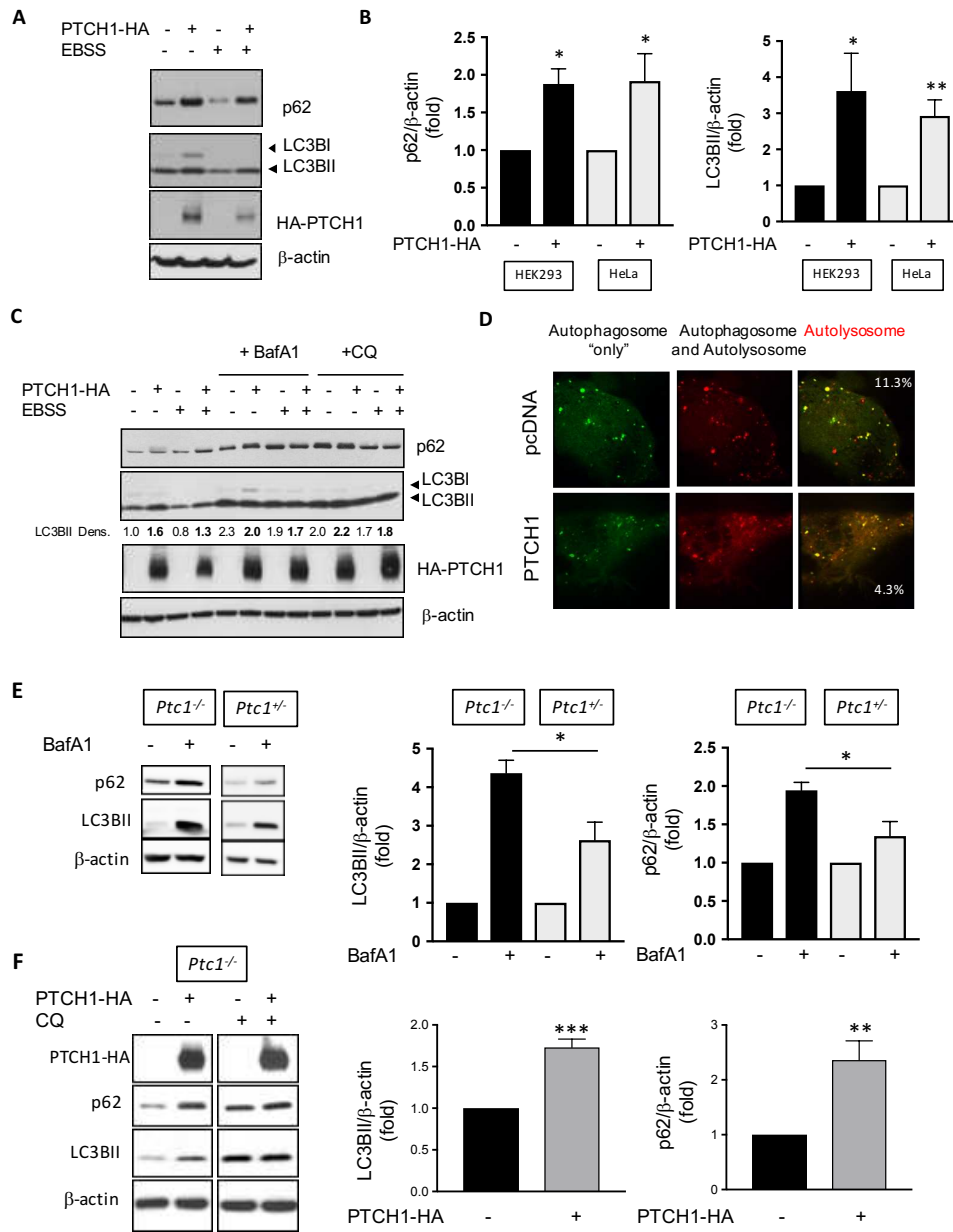 A
PTCH1-HA - + - +
EBSS - - + +
p62
LC3BI
LC3BII
HA-PTCH1
β-actin
B
p62/β-actin
(fold)
2.5
2.0
1.5
1.0
0.5
0.0
* *
PTCH1-HA - + - +
HEK293 HeLa
LC3BII/β-actin
(fold)
5
4
3
2
1
0
* **
PTCH1-HA - + - +
HEK293 HeLa
C
+ BafA1 +CQ
PTCH1-HA - + - + - + - + - + - +
EBSS - - + + - - + + - - + +
p62
LC3BI
LC3BII
LC3BII Dens. 1.0 1.6 0.8 1.3 2.3 2.0 1.9 1.7 2.0 2.2 1.7 1.8
HA-PTCH1
β-actin
D
Autophagosome
"only"
Autophagosome
and Autolysosome
Autolysosome
pcDNA
11.3%
PTCH1
4.3%
E
Ptc1-/- Ptc1+/-
BafA1 - + - +
p62
LC3BII
β-actin
Ptc1-/- Ptc1+/-
LC3BII/β-actin
(fold)
5
4
3
2
1
0
*
BafA1 - + - +
Ptc1-/- Ptc1+/-
p62/β-actin
(fold)
2.5
2.0
1.5
1.0
0.5
0.0
*
BafA1 - + - +
F
Ptc1-/-
PTCH1-HA - + - +
CQ - - + +
PTCH1-HA
p62
LC3BII
β-actin
LC3BII/β-actin
(fold)
2.0
1.5
1.0
0.5
0.0
***
PTCH1-HA - +
p62/β-actin
(fold)
3
2
1
0
**
PTCH1-HA - +